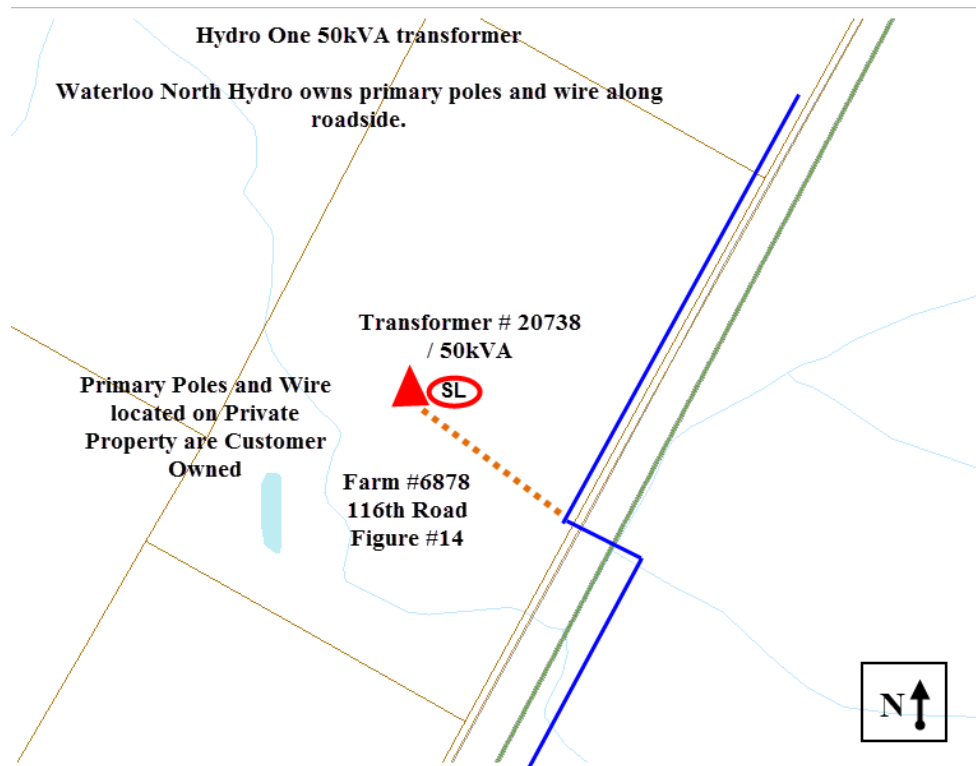 Hydro One 50kVA transformer
Waterloo North Hydro owns primary poles and wire along
roadside.
Transformer # 20738
/ 50kVA
SL
Primary Poles and Wire
located on Private
Property are Customer
Owned
Farm #6878
116th Road
Figure #14
N